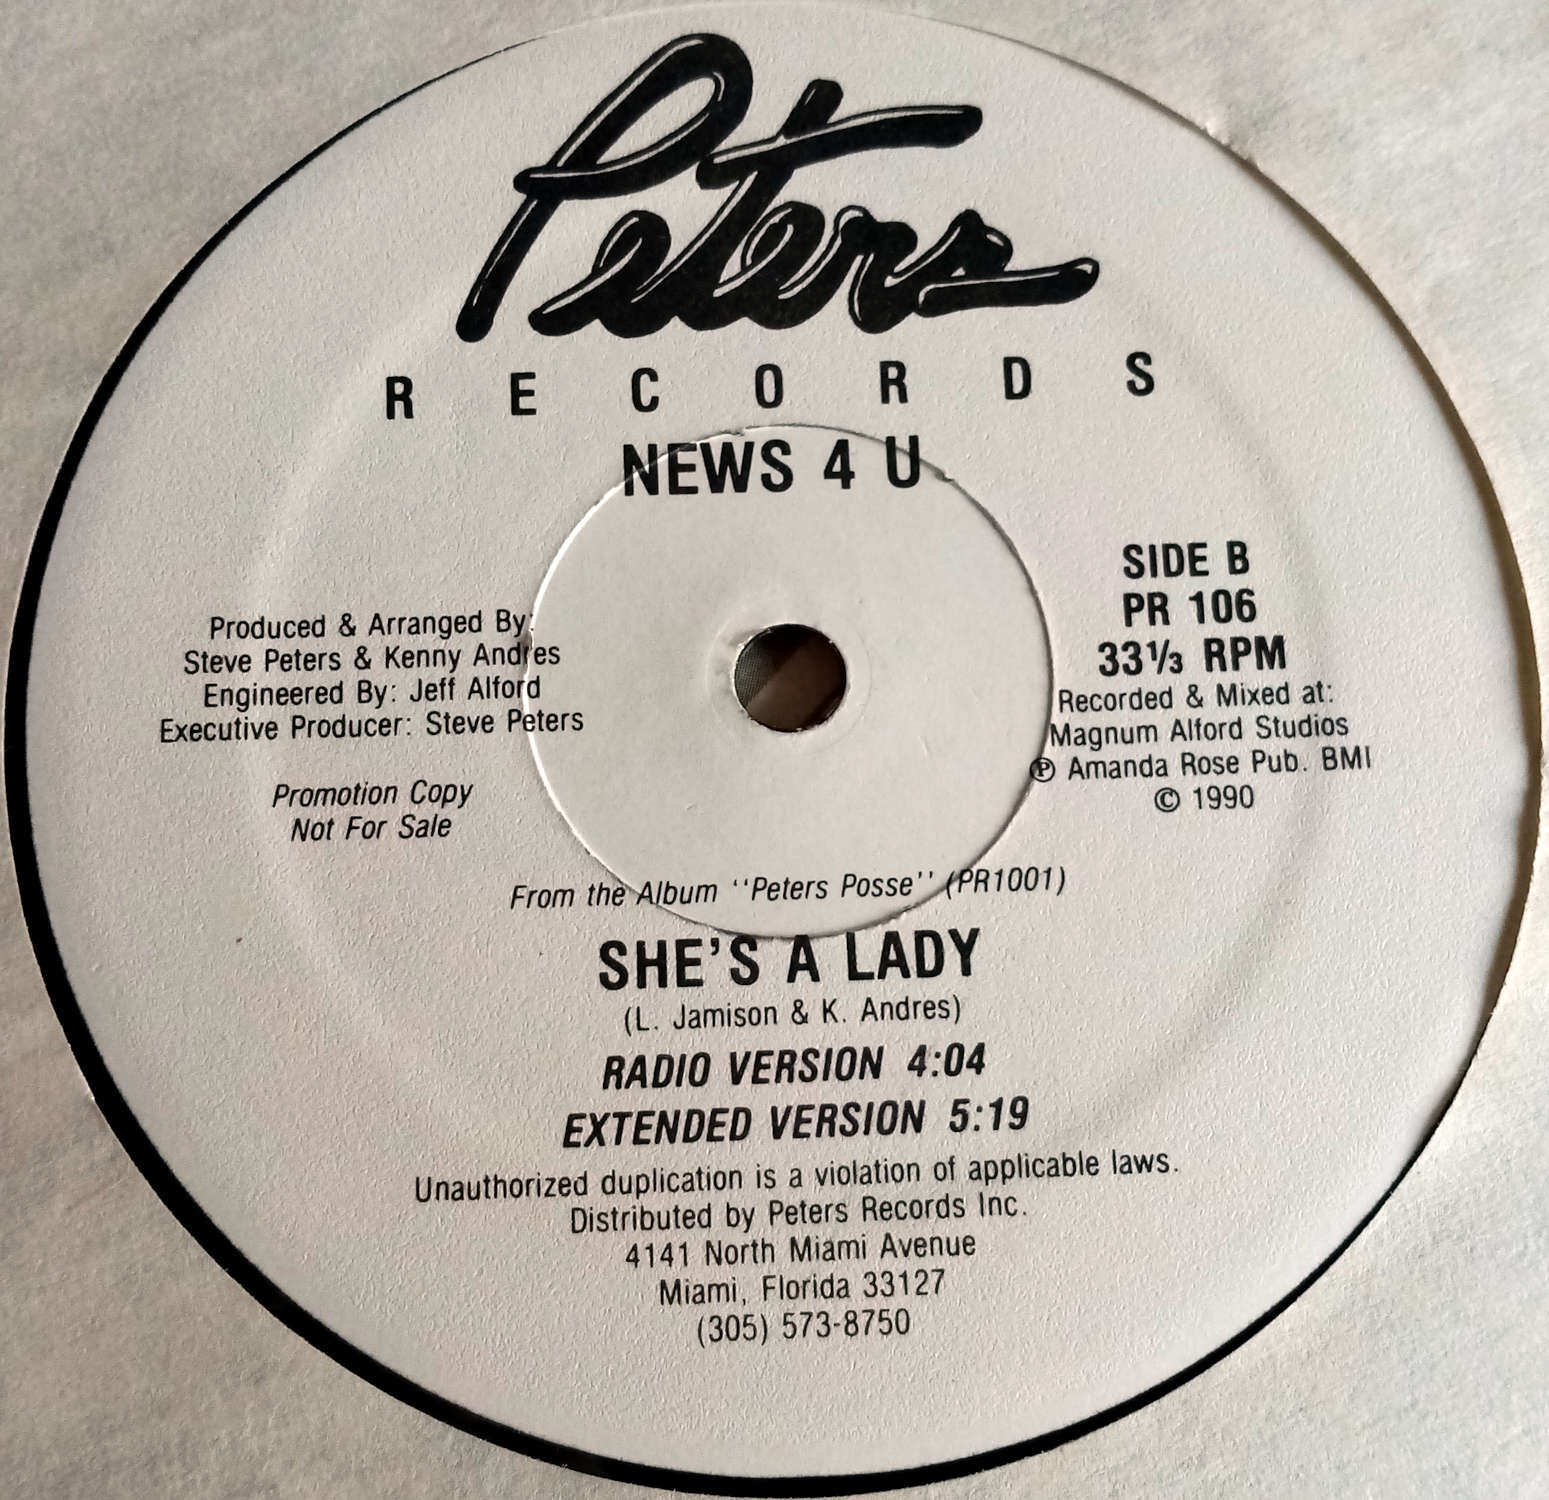 Peters
RECORDS
NEWS 4 U
SIDE B
PR 106
33⅓ RPM
Recorded & Mixed at:
Magnum Alford Studios
℗ Amanda Rose Pub. BMI
© 1990
Produced & Arranged By:
Steve Peters & Kenny Andres
Engineered By: Jeff Alford
Executive Producer: Steve Peters
Promotion Copy
Not For Sale
From the Album ''Peters Posse'' (PR1001)
SHE'S A LADY
(L. Jamison & K. Andres)
RADIO VERSION 4:04
EXTENDED VERSION 5:19
Unauthorized duplication is a violation of applicable laws.
Distributed by Peters Records Inc.
4141 North Miami Avenue
Miami, Florida 33127
(305) 573-8750